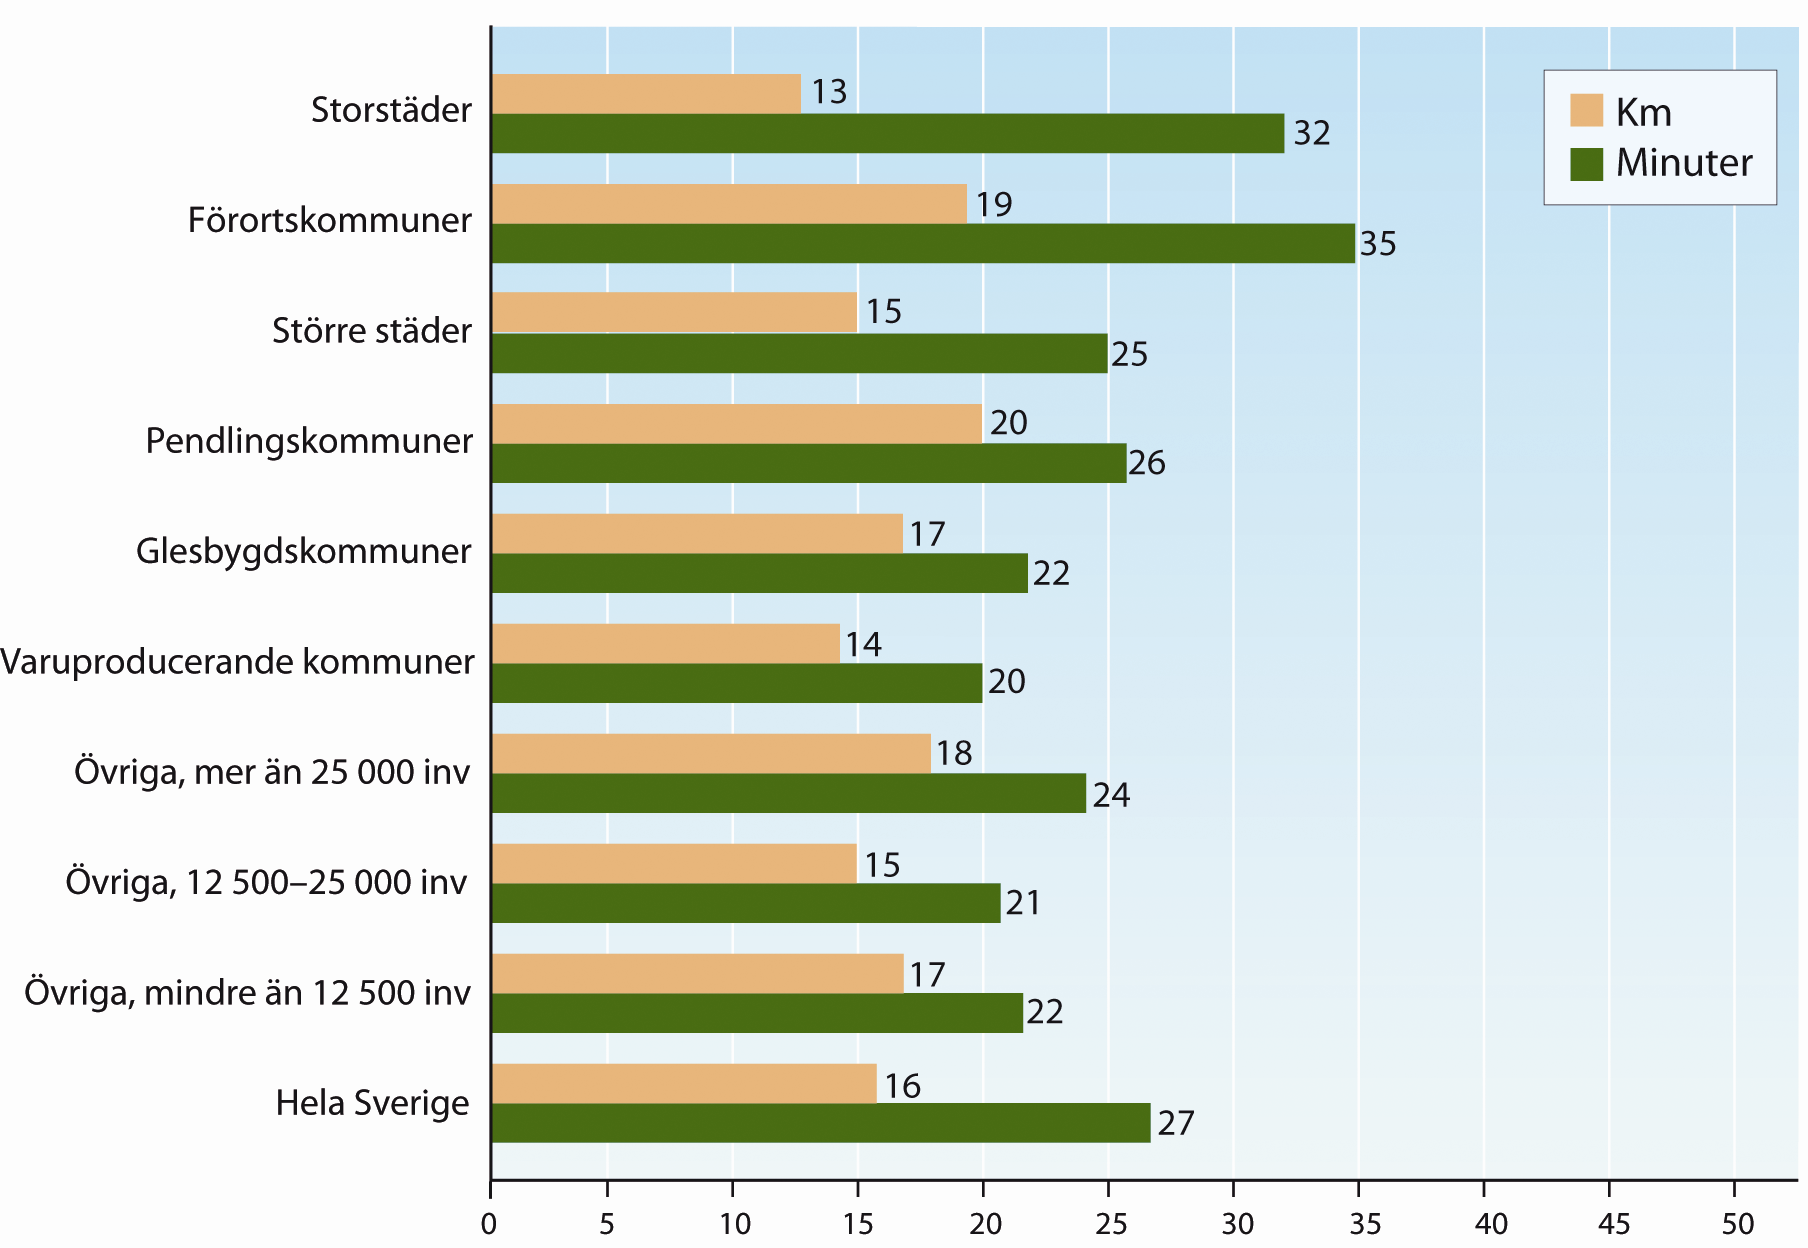 Storstäder
13
32
Förortskommuner
19
35
Större städer
15
25
Pendlingskommuner
20
26
Glesbygdskommuner
17
22
Varuproducerande kommuner
14
20
Övriga, mer än 25 000 inv
18
24
Övriga, 12 500–25 000 inv
15
21
Övriga, mindre än 12 500 inv
17
22
Hela Sverige
16
27
Km
Minuter
0 5 10 15 20 25 30 35 40 45 50